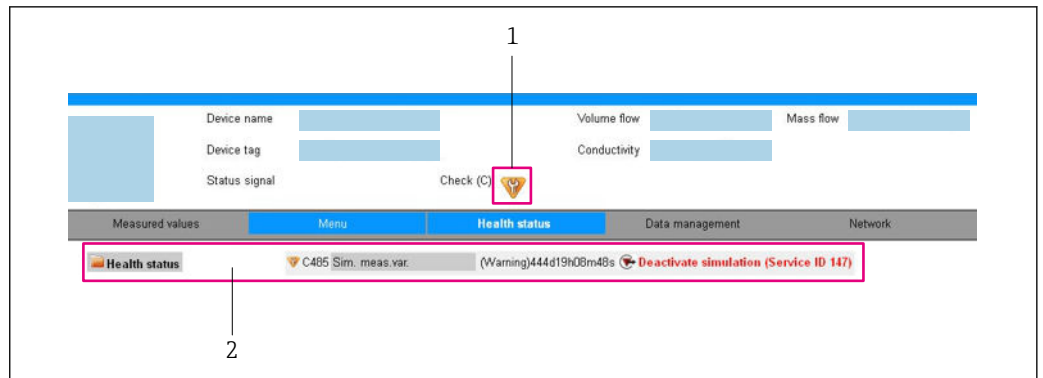 1
Device name Volume flow Mass flow
Device tag Conductivity
Status signal Check (C)
Measured values Menu Health status Data management Network
Health status C485 Sim. meas.var. (Warning)444d19h08m48s Deactivate simulation (Service ID 147)
2